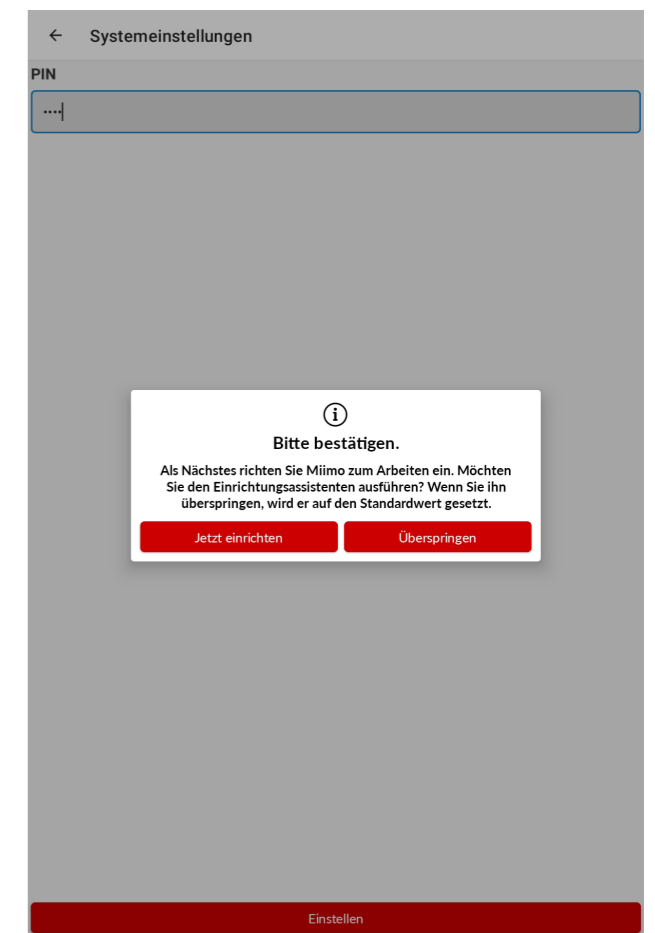 Systemeinstellungen
PIN
····
Bitte bestätigen.
Als Nächstes richten Sie Miimo zum Arbeiten ein. Möchten
Sie den Einrichtungsassistenten ausführen? Wenn Sie ihn
überspringen, wird er auf den Standardwert gesetzt.
Jetzt einrichten
Überspringen
Einstellen